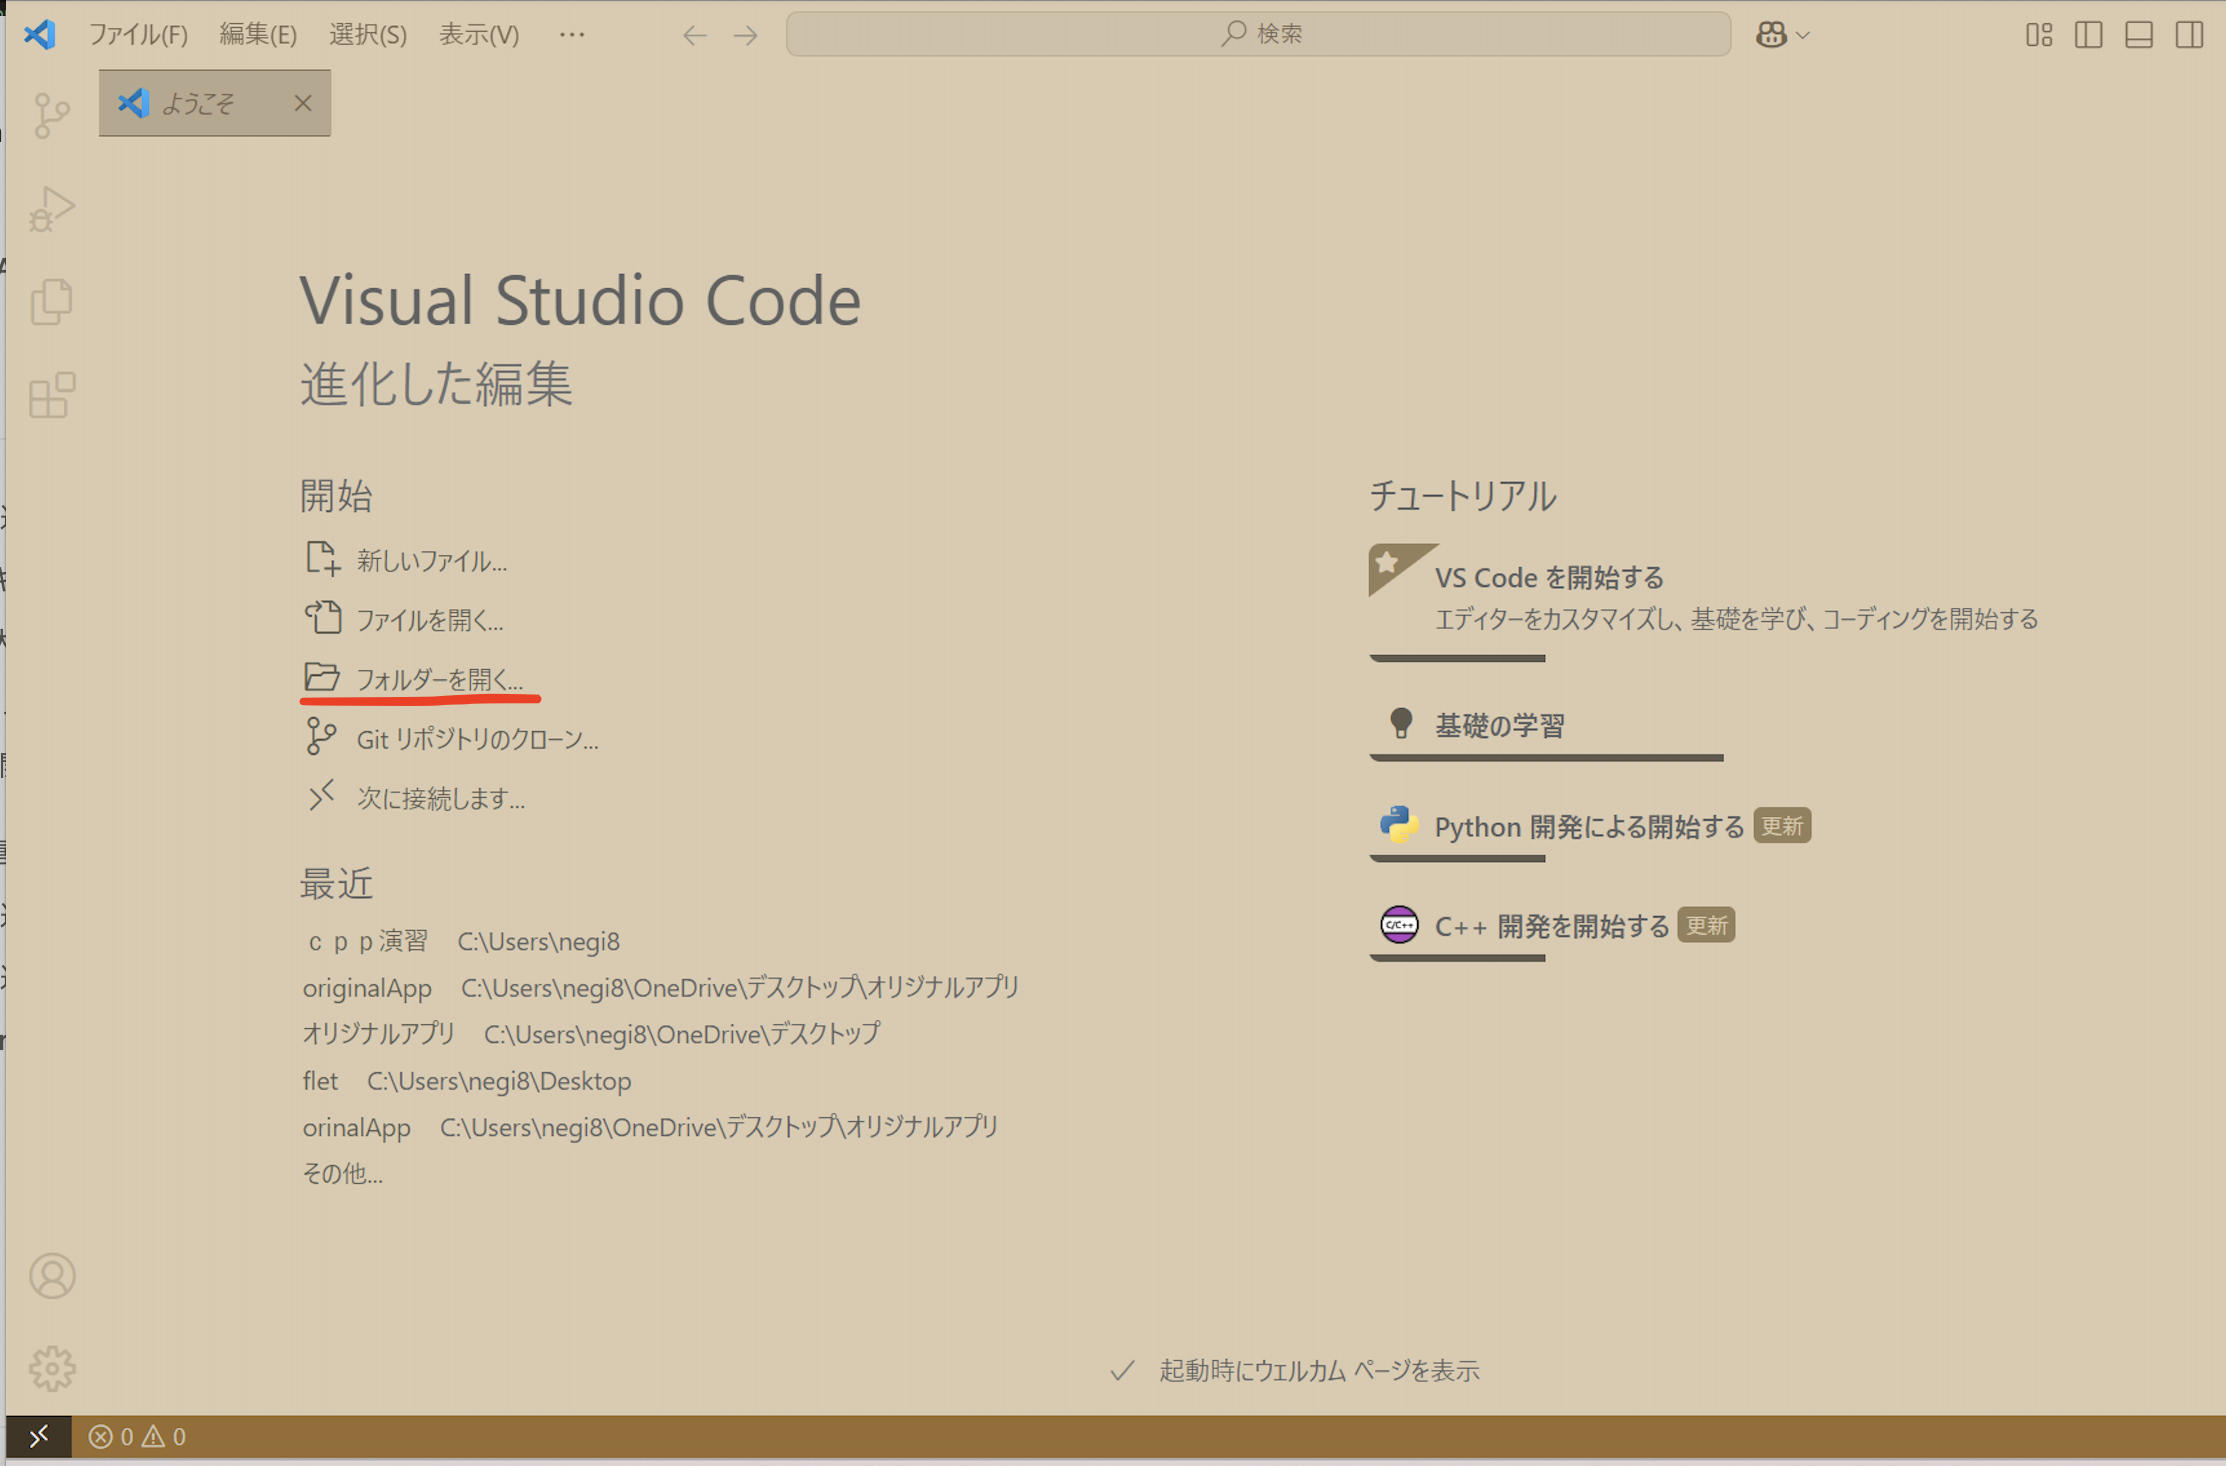 ファイル(F) 編集(E) 選択(S) 表示(V) ··· 検索
ようこそ
Visual Studio Code
進化した編集
開始
新しいファイル...
ファイルを開く...
フォルダーを開く...
Git リポジトリのクローン...
次に接続します...
最近
ｃｐｐ演習 C:\Users\negi8
originalApp C:\Users\negi8\OneDrive\デスクトップ\オリジナルアプリ
オリジナルアプリ C:\Users\negi8\OneDrive\デスクトップ
flet C:\Users\negi8\Desktop
orinalApp C:\Users\negi8\OneDrive\デスクトップ\オリジナルアプリ
その他...
チュートリアル
VS Code を開始する
エディターをカスタマイズし、基礎を学び、コーディングを開始する
基礎の学習
Python 開発による開始する 更新
C/C++ C++ 開発を開始する 更新
起動時にウェルカム ページを表示
0 0